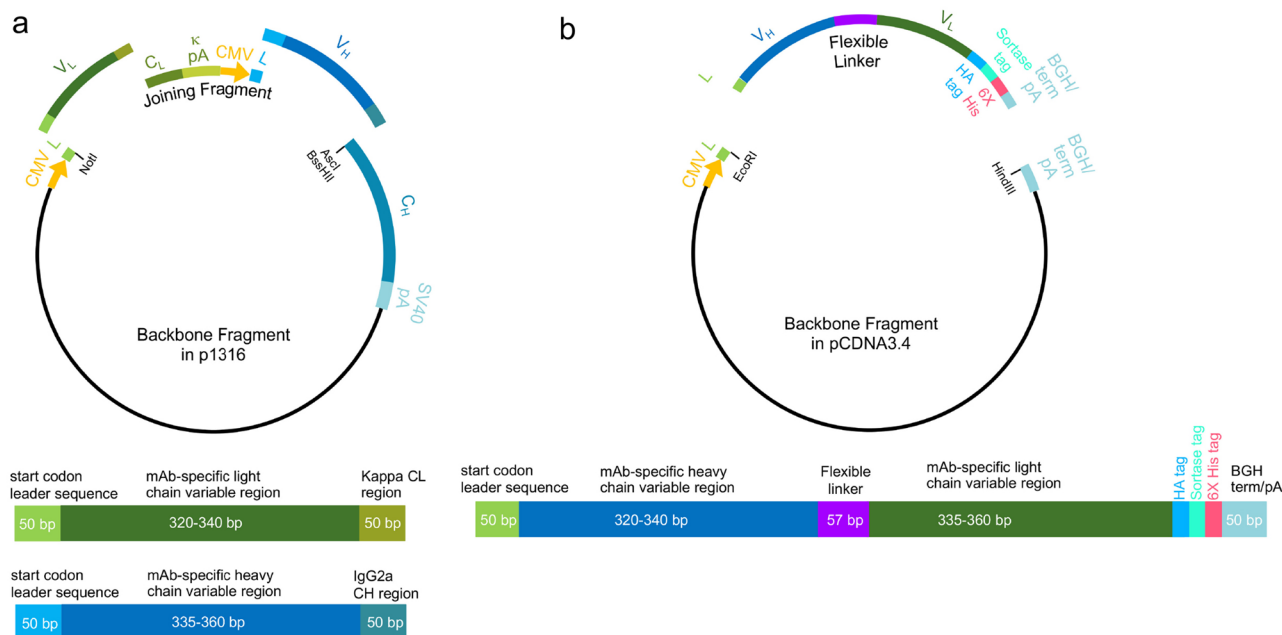 a
V_L
C_L
κ
pA
CMV
L
V_H
Joining Fragment
CMV
L
NotI
AscI
BssHII
C_H
SV40
pA
Backbone Fragment
in p1316
start codon
leader sequence
mAb-specific light
chain variable region
Kappa CL
region
50 bp
320-340 bp
50 bp
start codon
leader sequence
mAb-specific heavy
chain variable region
IgG2a
CH region
50 bp
335-360 bp
50 bp
b
L
V_H
Flexible
Linker
V_L
HA
tag
Sortase
tag
6X
His
BGH/
term
pA
CMV
L
EcoRI
HindIII
BGH/
term
pA
Backbone Fragment
in pCDNA3.4
start codon
leader sequence
mAb-specific heavy
chain variable region
Flexible
linker
mAb-specific light
chain variable region
HA tag
Sortase tag
6X His tag
BGH
term/pA
50 bp
320-340 bp
57 bp
335-360 bp
50 bp